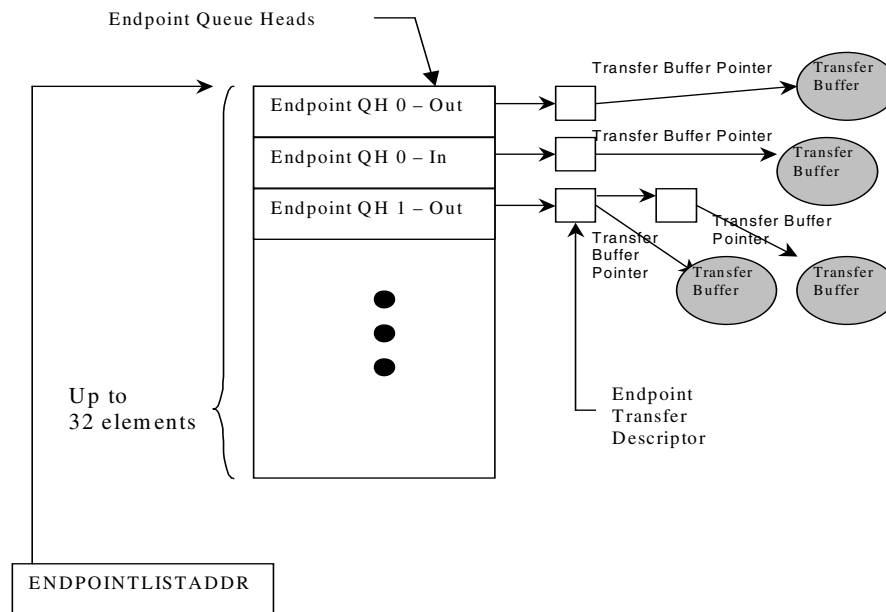 Endpoint Queue Heads
Transfer Buffer Pointer
Transfer
Buffer
Endpoint QH 0 – Out
Transfer Buffer Pointer
Endpoint QH 0 – In
Transfer
Buffer
Endpoint QH 1 – Out
Transfer Buffer
Pointer
Transfer
Buffer
Pointer
Transfer
Buffer
Transfer
Buffer
Up to
32 elements
Endpoint
Transfer
Descriptor
ENDPOINTLISTADDR